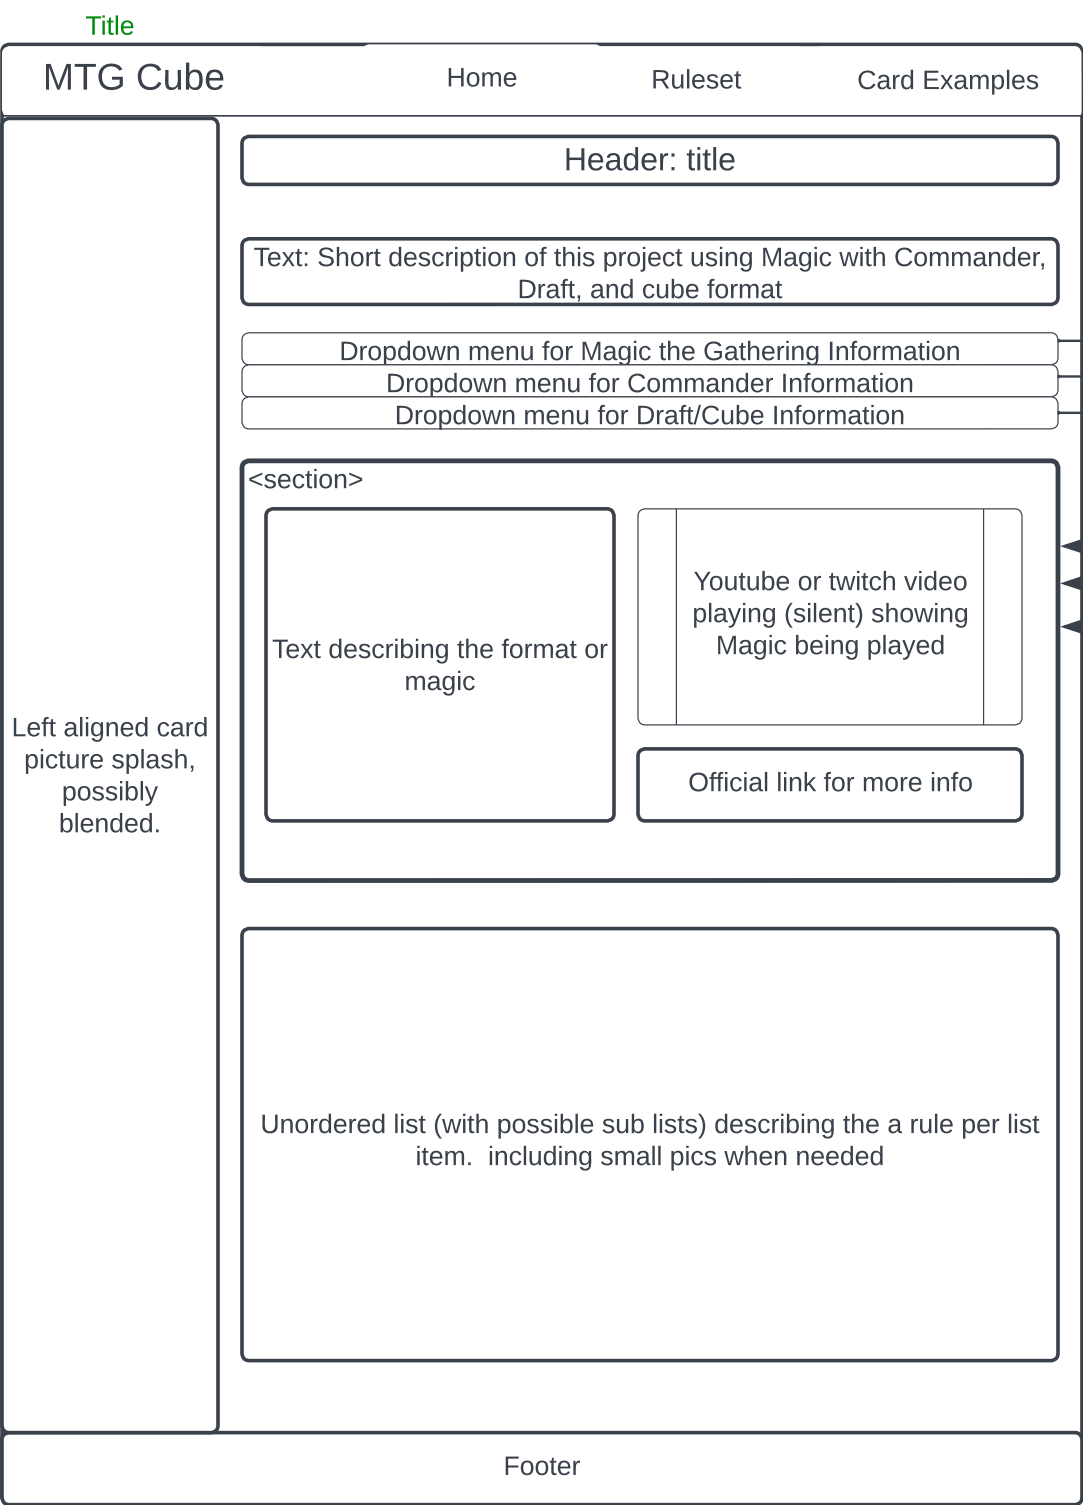 Title
MTG Cube
Home
Ruleset
Card Examples
Header: title
Text: Short description of this project using Magic with Commander,
Draft, and cube format
Dropdown menu for Magic the Gathering Information
Dropdown menu for Commander Information
Dropdown menu for Draft/Cube Information
<section>
Text describing the format or
magic
Youtube or twitch video
playing (silent) showing
Magic being played
Official link for more info
Left aligned card
picture splash,
possibly
blended.
Unordered list (with possible sub lists) describing the a rule per list
item.  including small pics when needed
Footer